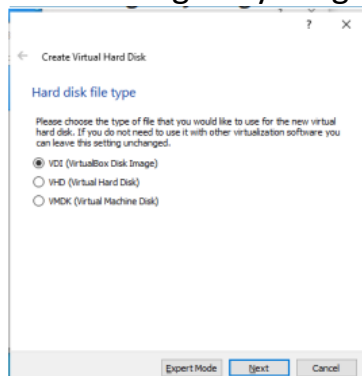 ?
Create Virtual Hard Disk
Hard disk file type
Please choose the type of file that you would like to use for the new virtual
hard disk. If you do not need to use it with other virtualization software you
can leave this setting unchanged.
VDI (VirtualBox Disk Image)
VHD (Virtual Hard Disk)
VMDK (Virtual Machine Disk)
Expert Mode Next Cancel